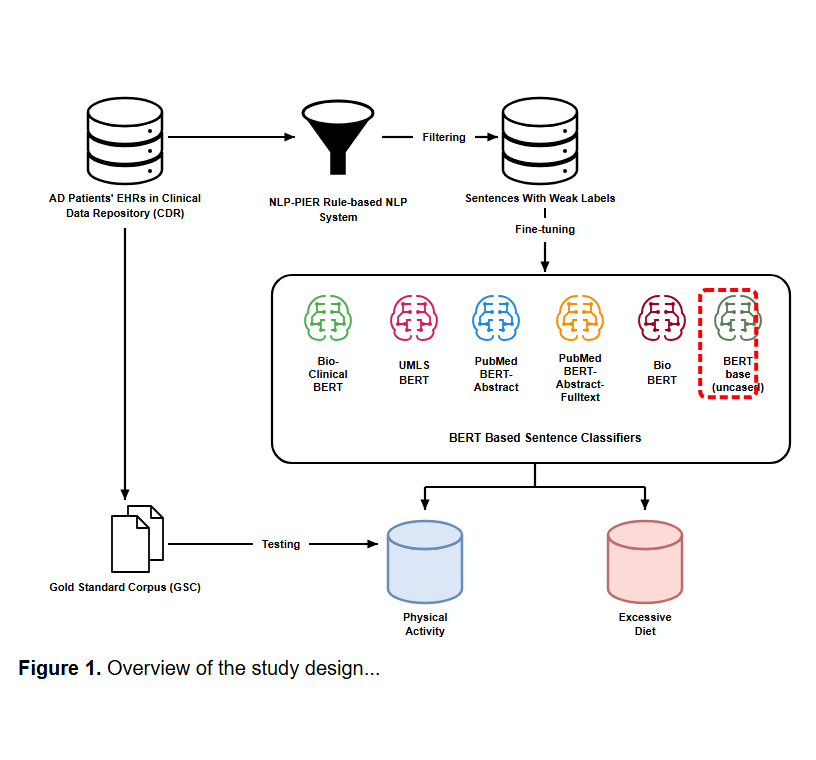 Filtering
AD Patients' EHRs in Clinical
Data Repository (CDR)
NLP-PIER Rule-based NLP
System
Sentences With Weak Labels
Fine-tuning
Bio-
Clinical
BERT
UMLS
BERT
PubMed
BERT-
Abstract
PubMed
BERT-
Abstract-
Fulltext
Bio
BERT
BERT
base
(uncased)
BERT Based Sentence Classifiers
Testing
Gold Standard Corpus (GSC)
Physical
Activity
Excessive
Diet
Figure 1. Overview of the study design...